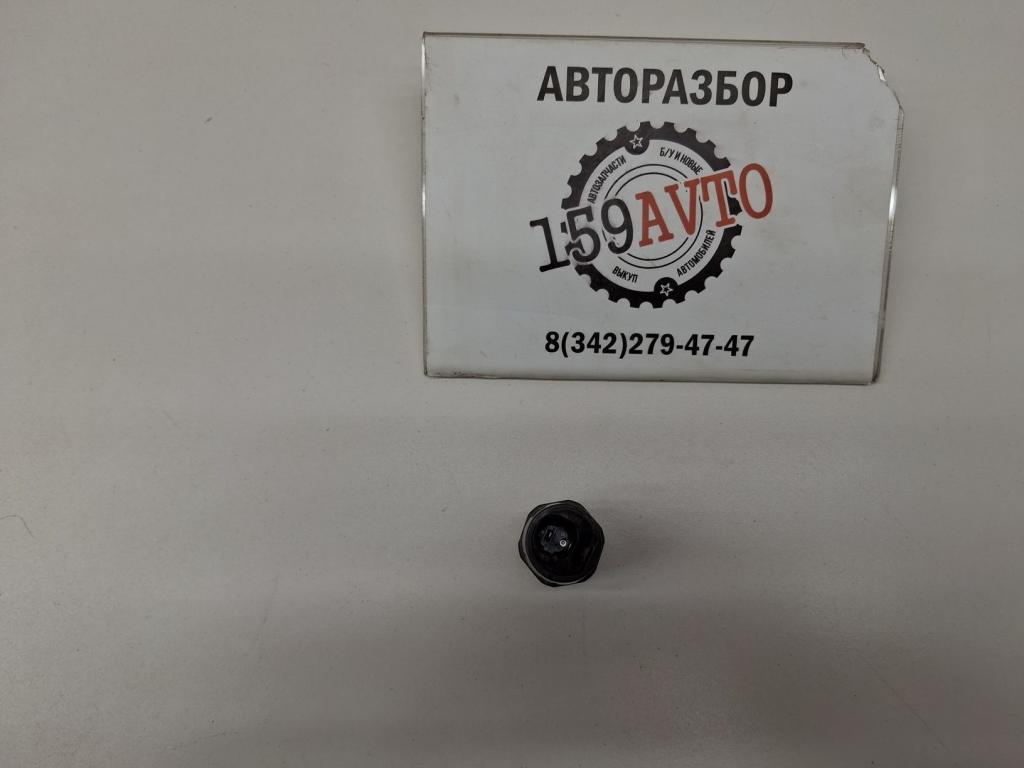 АВТОРАЗБОР
АВТОЗАПЧАСТИ
Б/У И НОВЫЕ
159AVTO
ВЫКУП
АВТОМОБИЛЕЙ
8(342)279-47-47